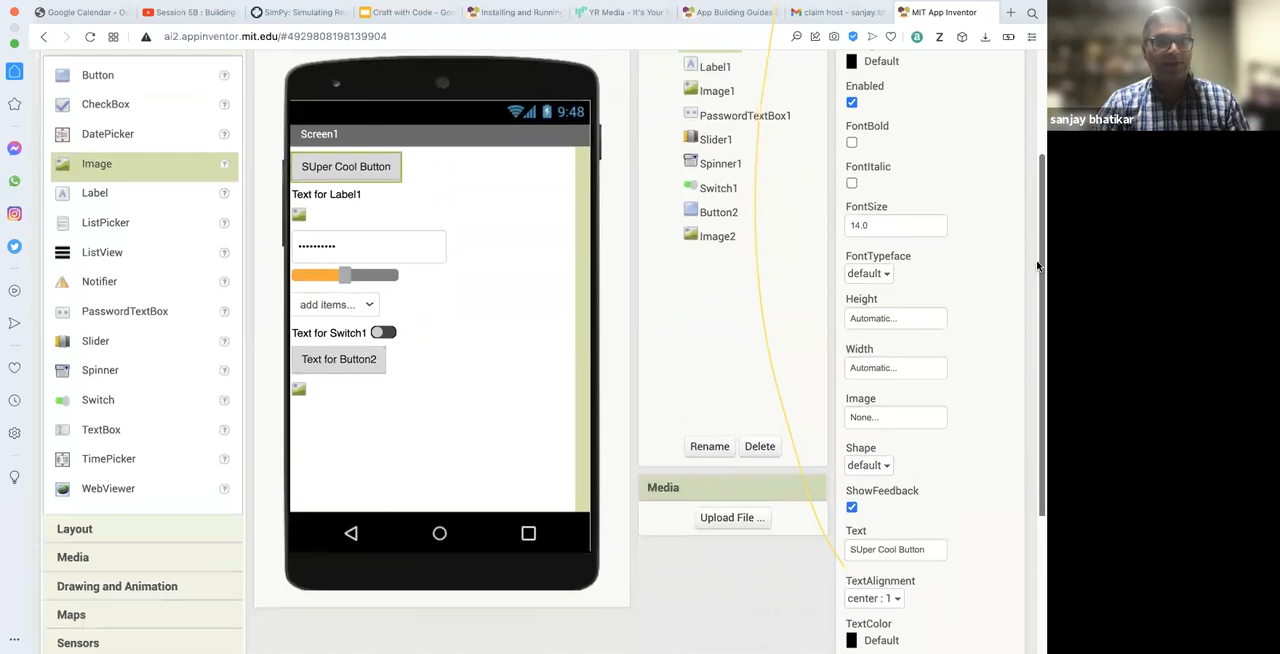 Google Calendar - O
Session 5B : Building
SimPy: Simulating Re
Craft with Code - Goo
Installing and Runnin
YR Media - It's Your
App Building Guides
claim host - sanjay.b
MIT App Inventor
ai2.appinventor.mit.edu/#4929808198139904
Button
CheckBox
DatePicker
Image
Label
ListPicker
ListView
Notifier
PasswordTextBox
Slider
Spinner
Switch
TextBox
TimePicker
WebViewer
Layout
Media
Drawing and Animation
Maps
Sensors
9:48
Screen1
SUper Cool Button
Text for Label1
••••••••••
add items...
Text for Switch1
Text for Button2
Label1
Image1
PasswordTextBox1
Slider1
Spinner1
Switch1
Button2
Image2
Rename
Delete
Media
Upload File ...
Default
Enabled
FontBold
FontItalic
FontSize
14.0
FontTypeface
default
Height
Automatic...
Width
Automatic...
Image
None...
Shape
default
ShowFeedback
Text
SUper Cool Button
TextAlignment
center : 1
TextColor
Default
sanjay bhatikar